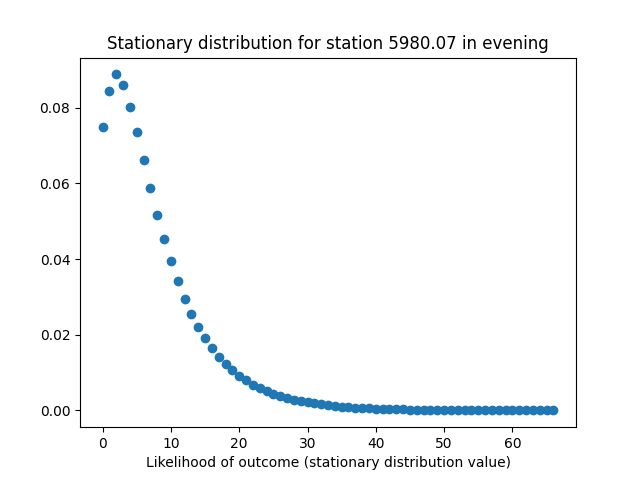 Stationary distribution for station 5980.07 in evening
0.08
0.06
0.04
0.02
0.00
0 10 20 30 40 50 60
Likelihood of outcome (stationary distribution value)